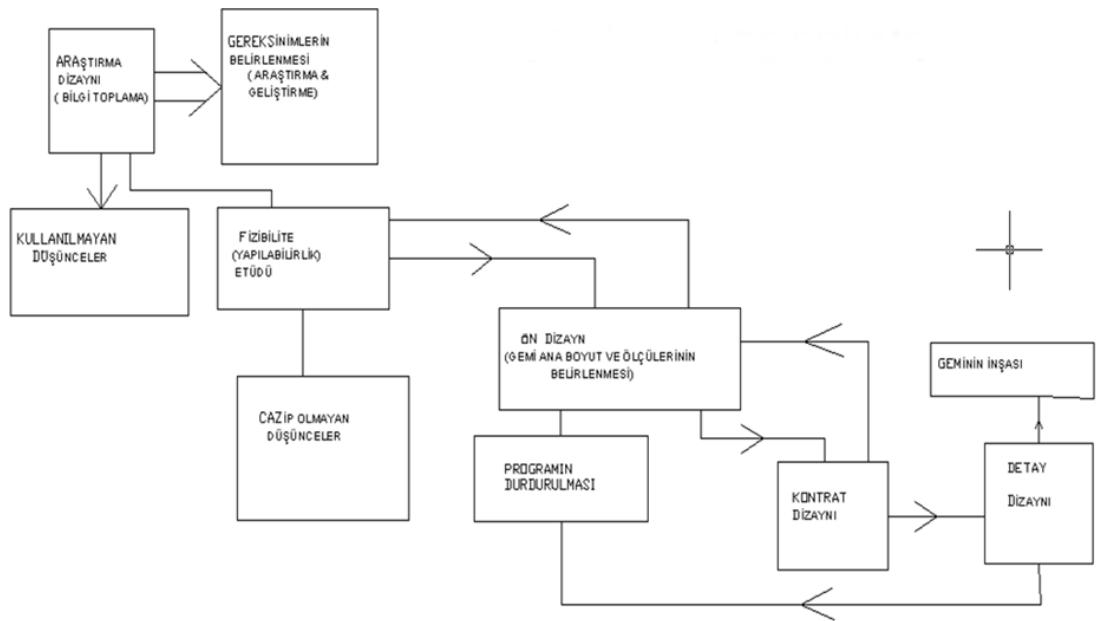 ARAŞTIRMA
DİZAYNI
( BİLGİ TOPLAMA)
GEREKSİNİMLERİN
BELİRLENMESİ
(ARAŞTIRMA &
GELİŞTİRME)
KULLANILMAYAN
DÜŞÜNCELER
FİZİBİLİTE
(YAPILABİLİRLİK)
ETÜDÜ
CAZİP OLMAYAN
DÜŞÜNCELER
ÖN DİZAYN
(GEMİ ANA BOYUT VE ÖLÇÜLERİNİN
BELİRLENMESİ)
PROGRAMIN
DURDURULMASI
KONTRAT
DİZAYNI
DETAY
DİZAYNI
GEMİNİN İNŞASI